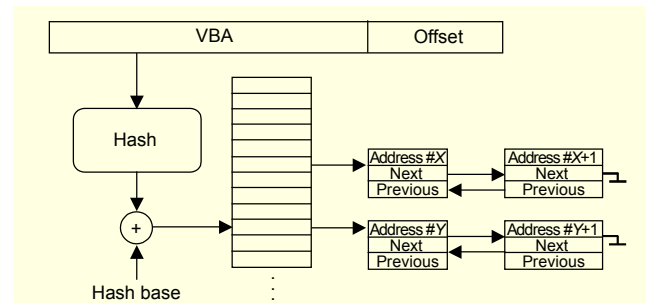 VBA Offset
Hash
Address #X Address #X+1
Next Next
Previous Previous
+
Address #Y Address #Y+1
Next Next
Previous Previous
Hash base